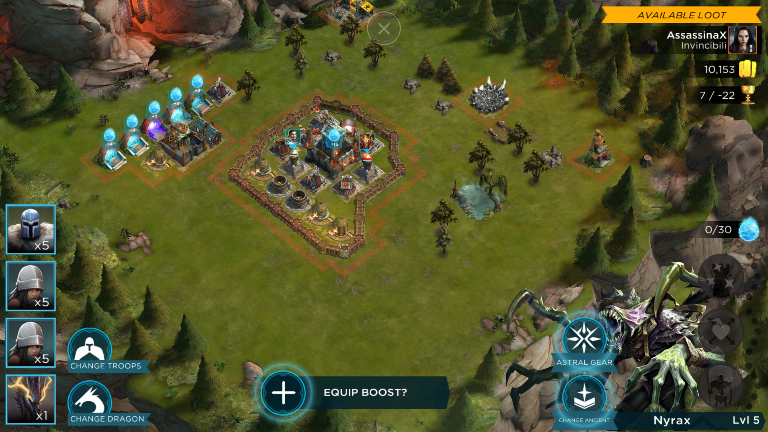 AVAILABLE LOOT
AssassinaX
Invincibili
10,153
7 / -22
0/30
x5
x5
x5
x1
CHANGE TROOPS
CHANGE DRAGON
EQUIP BOOST?
ASTRAL GEAR
CHANGE ANCIENT
Nyrax Lvl 5